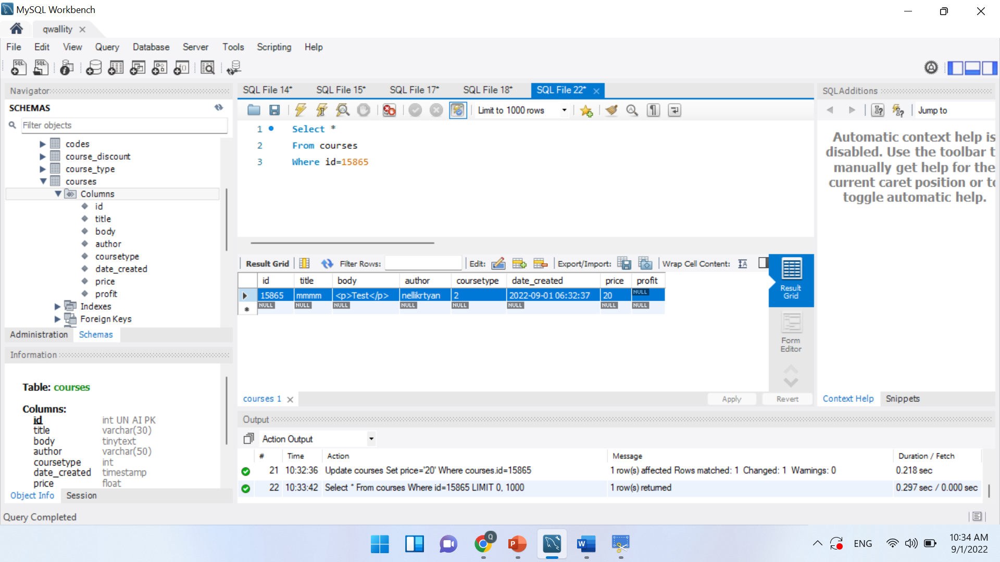 MySQL Workbench
qwallity
File Edit View Query Database Server Tools Scripting Help
Navigator
SCHEMAS
Filter objects
codes
course_discount
course_type
courses
Columns
id
title
body
author
coursetype
date_created
price
profit
Indexes
Foreign Keys
Administration Schemas
Information
Table: courses
Columns:
id int UN AI PK
title varchar(30)
body tinytext
author varchar(50)
coursetype int
date_created timestamp
price float
Object Info Session
Query Completed
SQL File 14* SQL File 15* SQL File 17* SQL File 18* SQL File 22*
Limit to 1000 rows
1 Select *
2 From courses
3 Where id=15865
Result Grid Filter Rows: Edit: Export/Import: Wrap Cell Content:
id title body author coursetype date_created price profit
15865 mmmm <p>Test</p> nellikrtyan 2 2022-09-01 06:32:37 20 NULL
NULL NULL NULL NULL NULL NULL NULL NULL
Result
Grid
Form
Editor
courses 1 Apply Revert
SQLAdditions
Jump to
Automatic context help is
disabled. Use the toolbar t
manually get help for the
current caret position or to
toggle automatic help.
Context Help Snippets
Output
Action Output
# Time Action Message Duration / Fetch
21 10:32:36 Update courses Set price='20' Where courses.id=15865 1 row(s) affected Rows matched: 1 Changed: 1 Warnings: 0 0.218 sec
22 10:33:42 Select * From courses Where id=15865 LIMIT 0, 1000 1 row(s) returned 0.297 sec / 0.000 sec
ENG
10:34 AM
9/1/2022